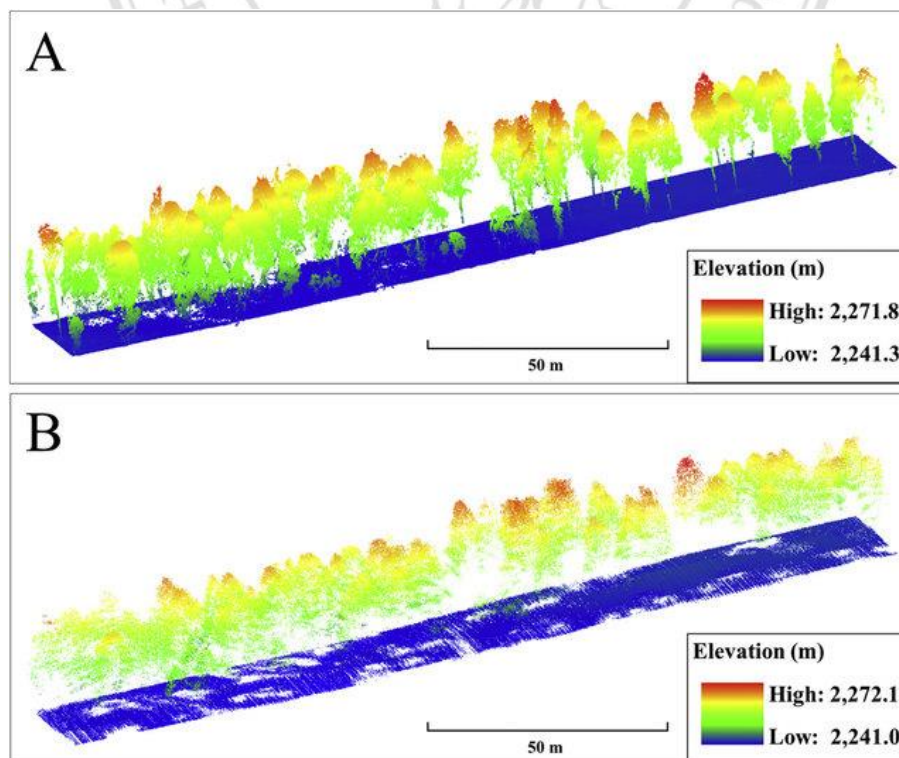 A
Elevation (m)
High: 2,271.8
Low: 2,241.3
50 m
B
Elevation (m)
High: 2,272.1
Low: 2,241.0
50 m